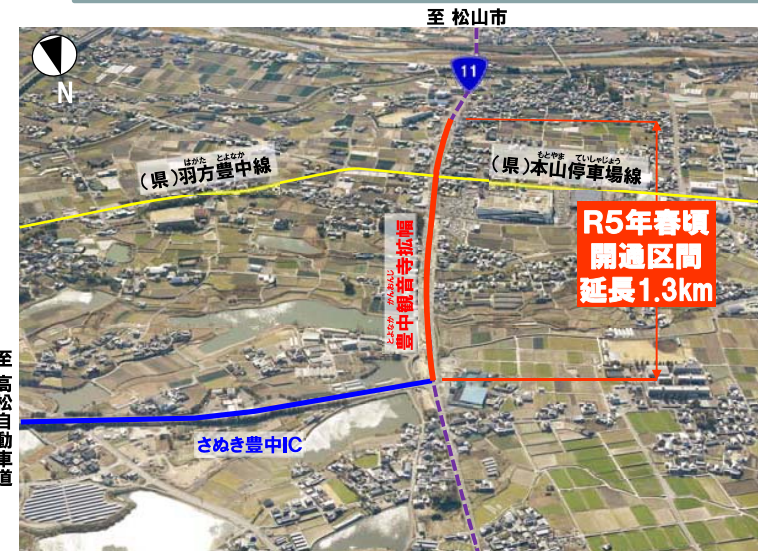 至 松山市
11
N
はがた とよなか
(県)羽方豊中線
もとやま ていしゃじょう
(県)本山停車場線
R5年春頃
開通区間
延長1.3km
とよなか かんおんじ
豊中観音寺拡幅
至 高松自動車道
さぬき豊中IC